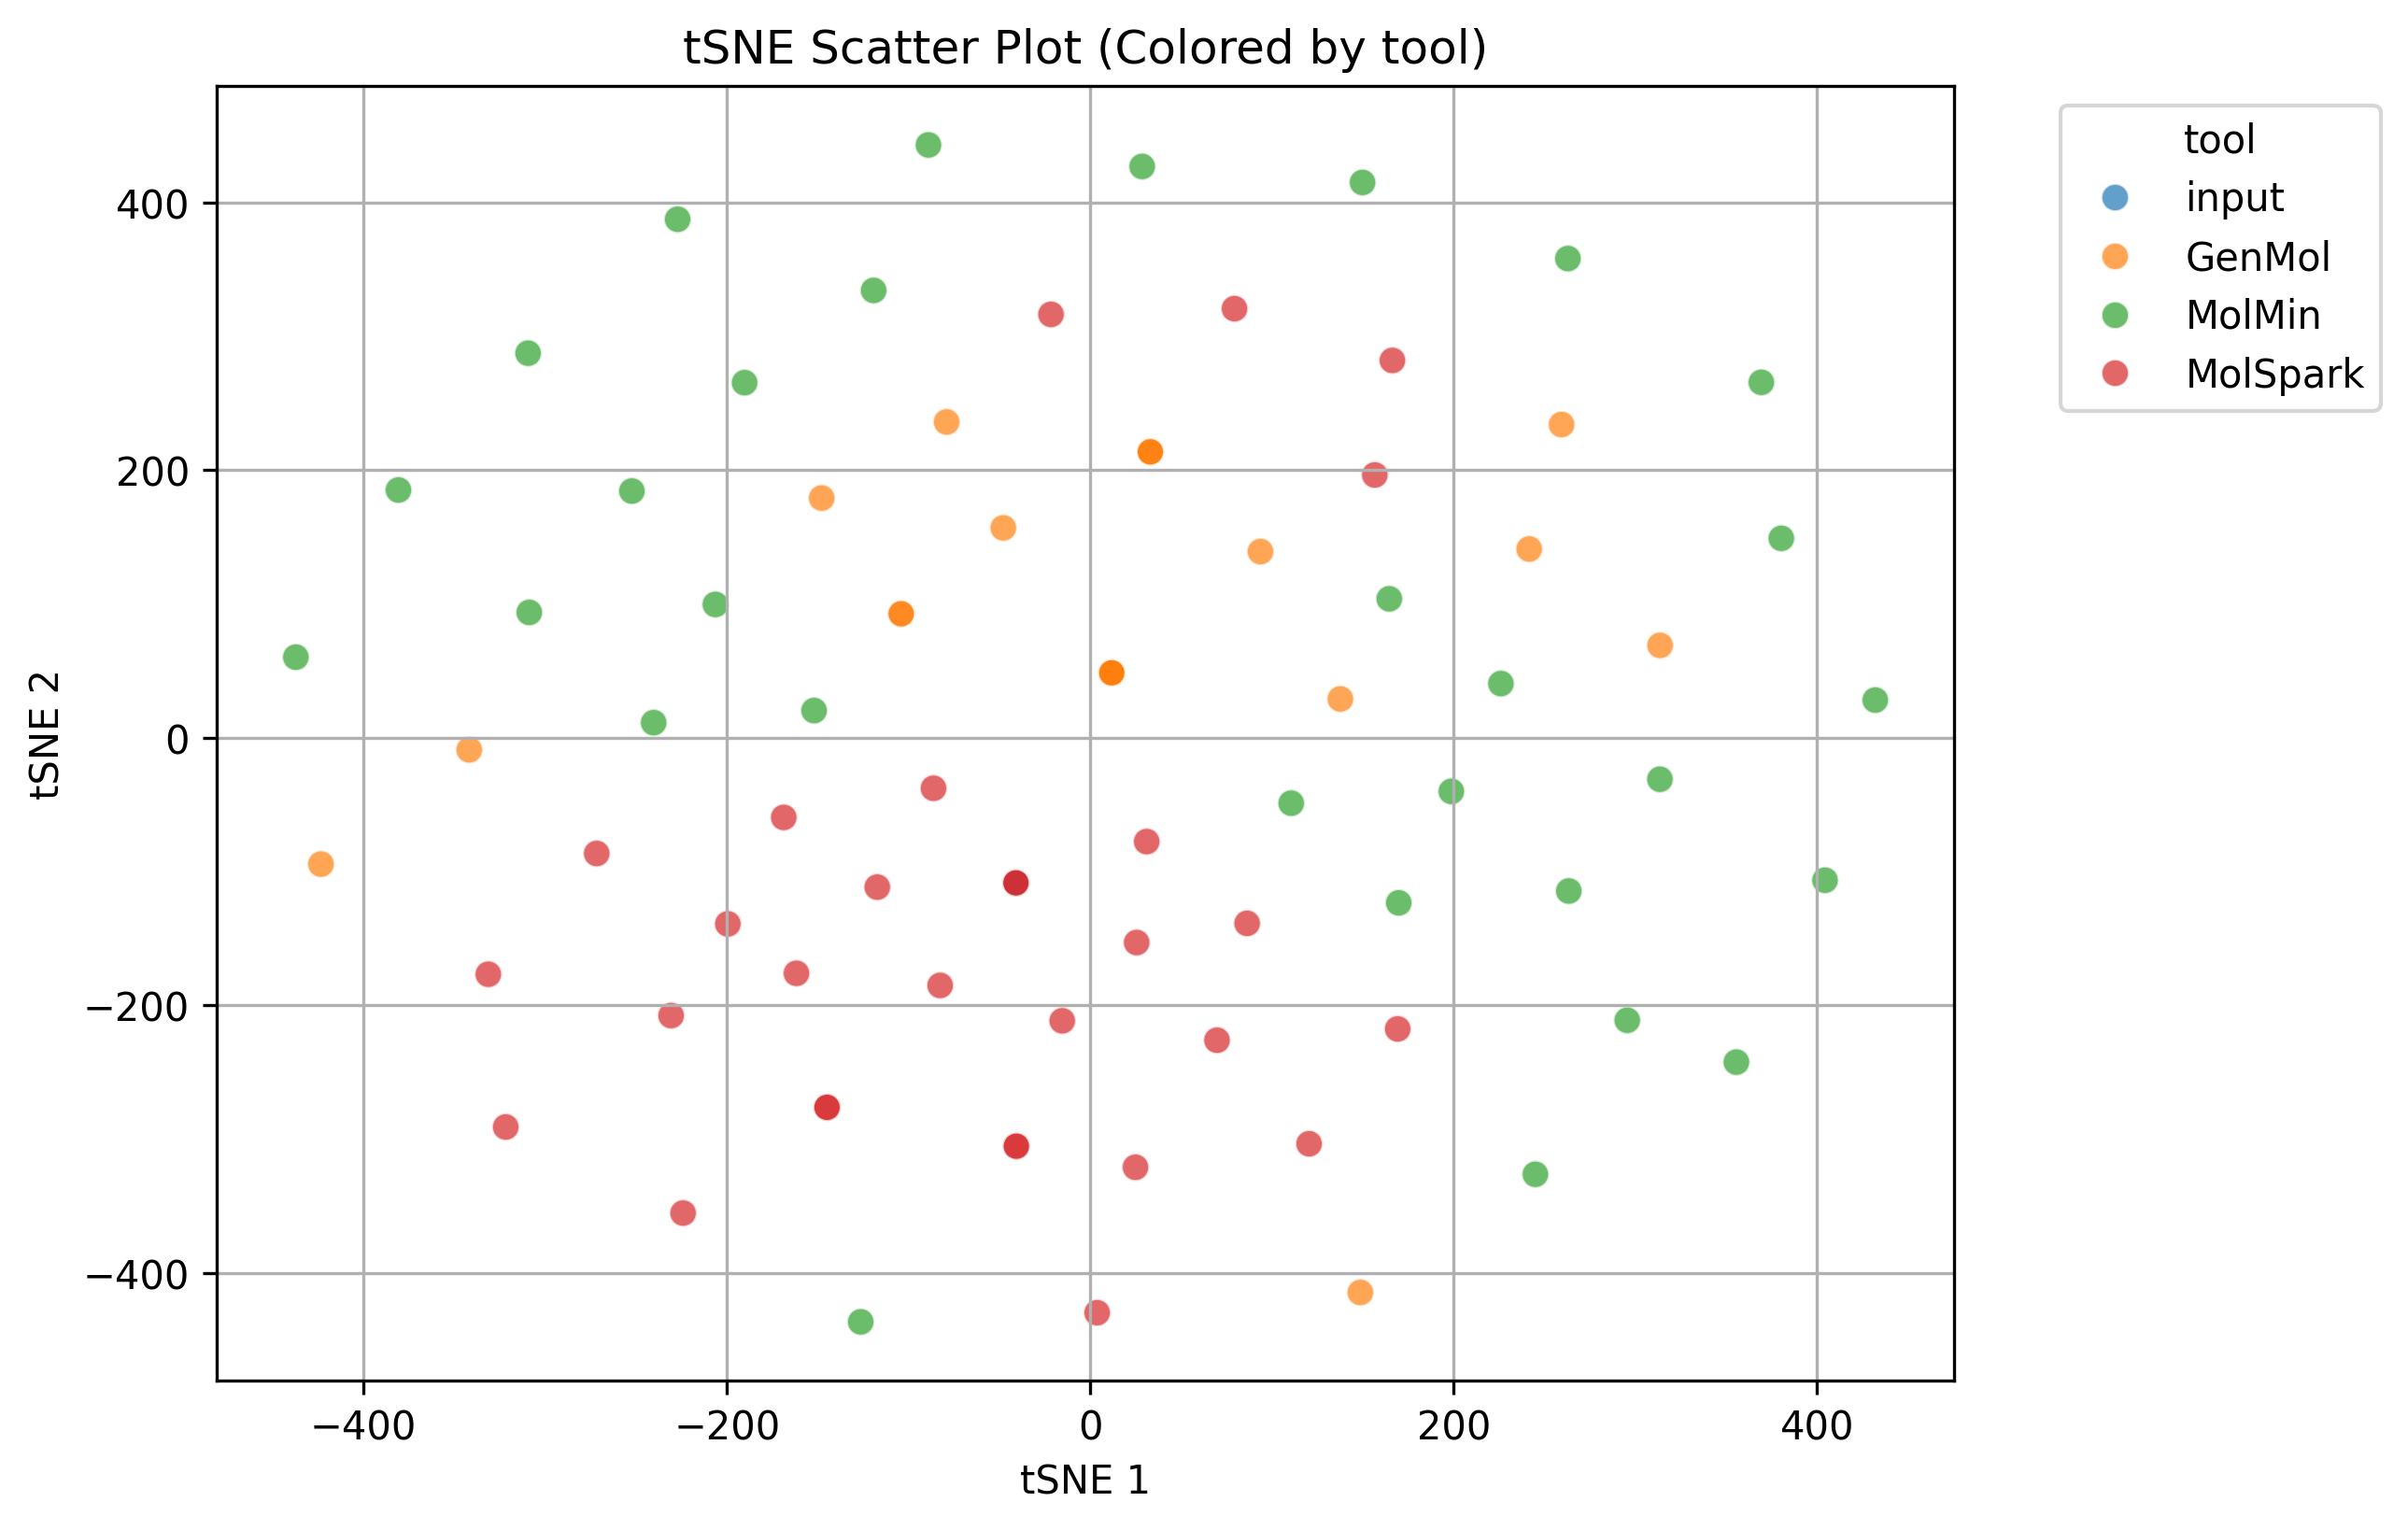 tSNE Scatter Plot (Colored by tool)
tool
input
GenMol
MolMin
MolSpark
400
200
0
−200
−400
tSNE 2
−400
−200
0
200
400
tSNE 1